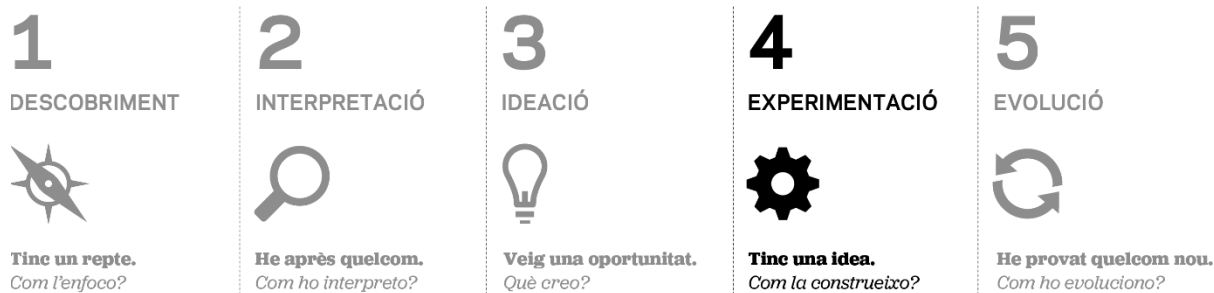 1
DESCOBRIMENT
Tinc un repte.
Com l'enfoco?
2
INTERPRETACIÓ
He après quelcom.
Com ho interpreto?
3
IDEACIÓ
Veig una oportunitat.
Què creo?
4
EXPERIMENTACIÓ
Tinc una idea.
Com la construeixo?
5
EVOLUCIÓ
He provat quelcom nou.
Com ho evoluciono?